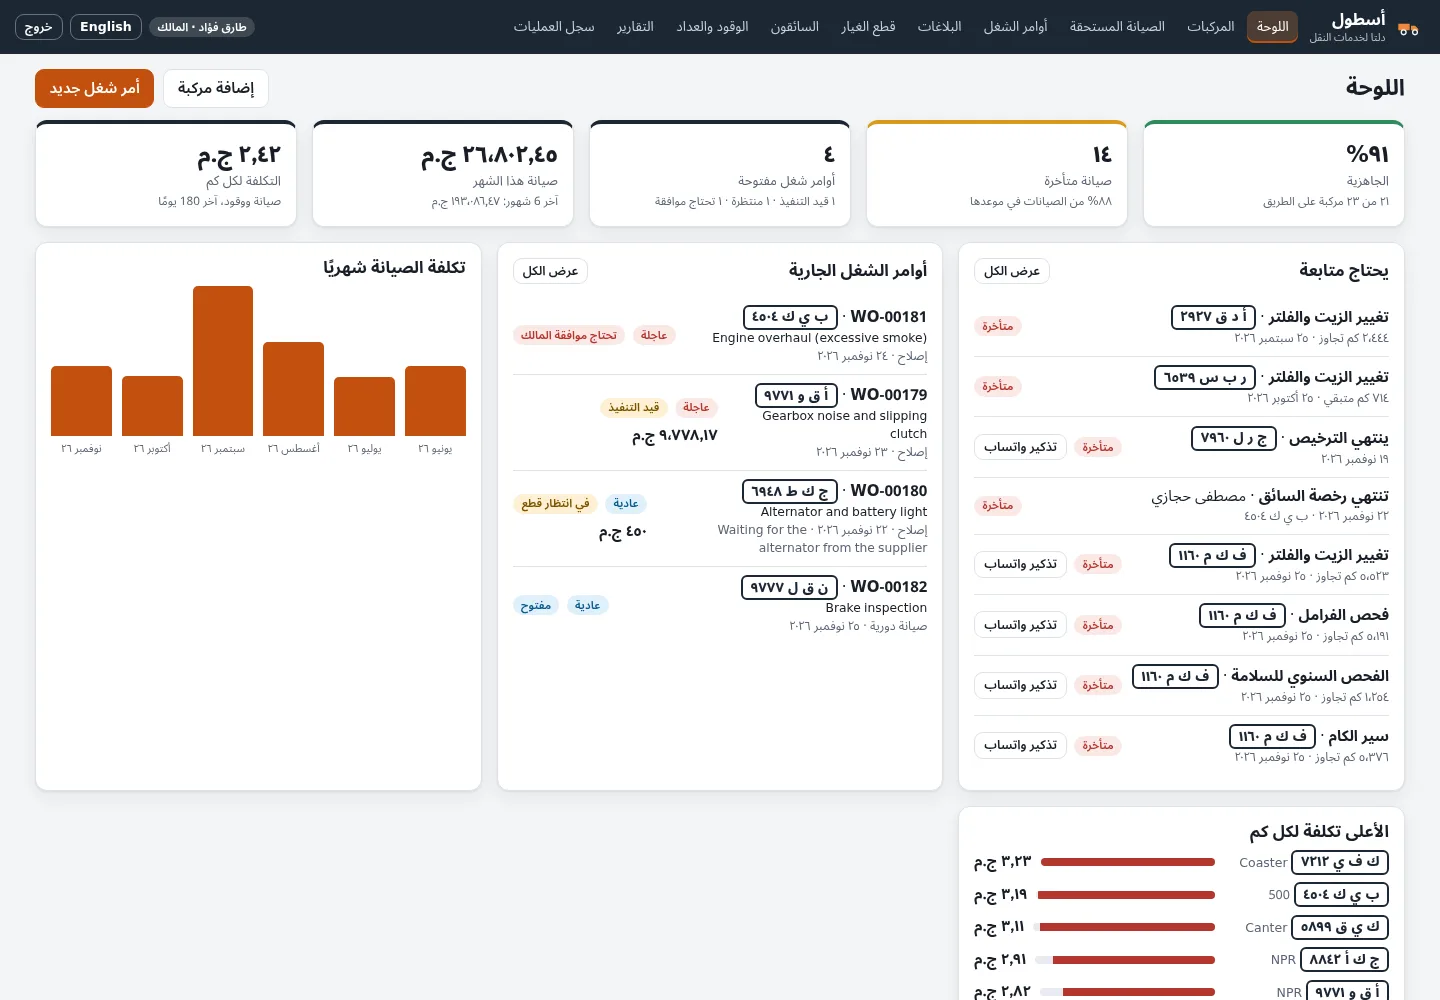 أسطول
دلتا لخدمات النقل
اللوحة
المركبات
الصيانة المستحقة
أوامر الشغل
البلاغات
قطع الغيار
السائقون
الوقود والعداد
التقارير
سجل العمليات
طارق فؤاد · المالك
English
خروج
اللوحة
إضافة مركبة
أمر شغل جديد
٩١%
الجاهزية
٢١ من ٢٣ مركبة على الطريق
١٤
صيانة متأخرة
٨٨% من الصيانات في موعدها
٤
أوامر شغل مفتوحة
١ قيد التنفيذ · ١ منتظرة · ١ تحتاج موافقة
٢٦،٨٠٢,٤٥ ج.م
صيانة هذا الشهر
آخر 6 شهور: ١٩٣،٠٨٦,٤٧ ج.م
٢,٤٢ ج.م
التكلفة لكل كم
صيانة ووقود، آخر 180 يومًا
يحتاج متابعة
عرض الكل
تغيير الزيت والفلتر · أ د ق ٢٩٢٧
٢،٤٤٤ كم تجاوز · ٢٥ سبتمبر ٢٠٢٦
متأخرة
تغيير الزيت والفلتر · ر ب س ٦٥٣٩
٧١٤ كم متبقي · ٢٥ أكتوبر ٢٠٢٦
متأخرة
ينتهي الترخيص · ج ر ل ٧٩٦٠
١٩ نوفمبر ٢٠٢٦
متأخرة
تذكير واتساب
تنتهي رخصة السائق · مصطفى حجازي
٢٢ نوفمبر ٢٠٢٦ · ب ي ك ٤٥٠٤
متأخرة
تغيير الزيت والفلتر · ف ك م ١١٦٠
٥،٥٢٣ كم تجاوز · ٢٥ نوفمبر ٢٠٢٦
متأخرة
تذكير واتساب
فحص الفرامل · ف ك م ١١٦٠
٥،١٩١ كم تجاوز · ٢٥ نوفمبر ٢٠٢٦
متأخرة
تذكير واتساب
الفحص السنوي للسلامة · ف ك م ١١٦٠
١،٢٥٤ كم تجاوز · ٢٥ نوفمبر ٢٠٢٦
متأخرة
تذكير واتساب
سير الكام · ف ك م ١١٦٠
٥،٣٧٦ كم تجاوز · ٢٥ نوفمبر ٢٠٢٦
متأخرة
تذكير واتساب
أوامر الشغل الجارية
عرض الكل
WO-00181 · ب ي ك ٤٥٠٤
Engine overhaul (excessive smoke)
إصلاح · ٢٤ نوفمبر ٢٠٢٦
عاجلة
تحتاج موافقة المالك
WO-00179 · أ ق و ٩٧٧١
Gearbox noise and slipping
clutch
إصلاح · ٢٣ نوفمبر ٢٠٢٦
عاجلة
قيد التنفيذ
٩،٧٧٨,١٧ ج.م
WO-00180 · ج ك ط ٦٩٤٨
Alternator and battery light
إصلاح · ٢٢ نوفمبر ٢٠٢٦ · Waiting for the
alternator from the supplier
عادية
في انتظار قطع
٤٥٠ ج.م
WO-00182 · ن ق ل ٩٧٧٧
Brake inspection
صيانة دورية · ٢٥ نوفمبر ٢٠٢٦
عادية
مفتوح
تكلفة الصيانة شهريًا
يونيو ٢٦
يوليو ٢٦
أغسطس ٢٦
سبتمبر ٢٦
أكتوبر ٢٦
نوفمبر ٢٦
الأعلى تكلفة لكل كم
ك ف ي ٧٢١٢ Coaster
٣,٢٣ ج.م
ب ي ك ٤٥٠٤ 500
٣,١٩ ج.م
ك ي ق ٥٨٩٩ Canter
٣,١١ ج.م
ج ك أ ٨٨٤٢ NPR
٢,٩١ ج.م
أ ق و ٩٧٧١ NPR
٢,٨٢ ج.م